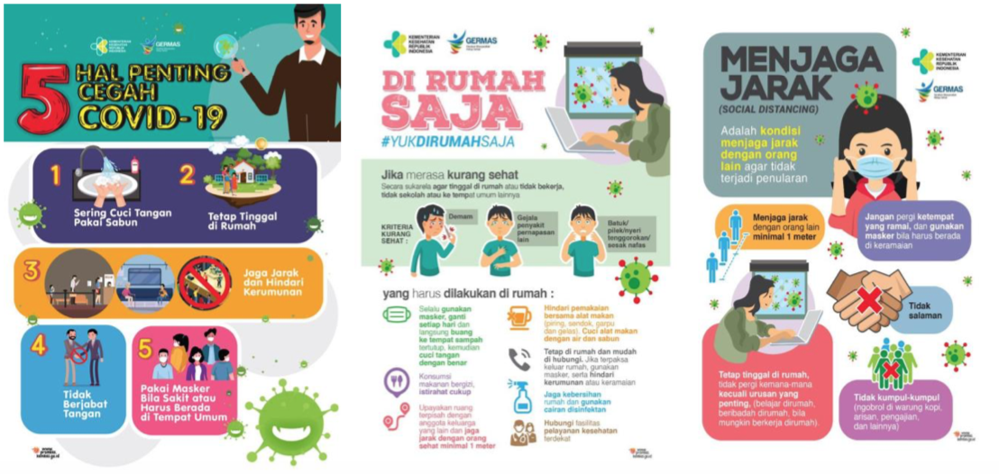 KEMENTERIAN
KESEHATAN
REPUBLIK
INDONESIA
GERMAS
5
HAL PENTING
CEGAH
COVID-19
1
Sering Cuci Tangan
Pakai Sabun
2
Tetap Tinggal
di Rumah
3
Jaga Jarak
dan Hindari
Kerumunan
4
Tidak
Berjabat
Tangan
5
Pakai Masker
Bila Sakit atau
Harus Berada
di Tempat Umum
KEMENTERIAN
KESEHATAN
REPUBLIK
INDONESIA
GERMAS
DI RUMAH
SAJA
#YUKDIRUMAHSAJA
Jika merasa kurang sehat
Secara sukarela agar tinggal di rumah atau tidak bekerja,
tidak sekolah atau ke tempat umum lainnya
KRITERIA
KURANG
SEHAT :
Demam
Gejala
penyakit
pernapasan
lain
Batuk/
pilek/nyeri
tenggorokan/
sesak nafas
yang harus dilakukan di rumah :
Selalu gunakan
masker, ganti
setiap hari dan
langsung buang
ke tempat sampah
tertutup, kemudian
cuci tangan
dengan benar
Konsumsi
makanan bergizi,
istirahat cukup
Upayakan ruang
terpisah dengan
anggota keluarga
yang lain dan jaga
jarak dengan orang
sehat minimal 1 meter
Hindari pemakaian
bersama alat makan
(piring, sendok, garpu
dan gelas). Cuci alat makan
dengan air dan sabun
Tetap di rumah dan mudah
di hubungi. Jika terpaksa
keluar rumah, gunakan
masker, serta hindari
kerumunan atau keramaian
Jaga kebersihan
rumah dan gunakan
cairan disinfektan
Hubungi fasilitas
pelayanan kesehatan
terdekat
MENJAGA
JARAK
(SOCIAL DISTANCING)
KEMENTERIAN
KESEHATAN
REPUBLIK
INDONESIA
GERMAS
Adalah kondisi
menjaga jarak
dengan orang
lain agar tidak
terjadi penularan
Menjaga jarak
dengan orang lain
minimal 1 meter
Jangan pergi ketempat
yang ramai, dan gunakan
masker bila harus berada
di keramaian
Tidak
salaman
Tetap tinggal di rumah,
tidak pergi kemana-mana
kecuali urusan yang
penting, (belajar dirumah,
beribadah dirumah, bila
mungkin berkerja dirumah).
Tidak kumpul-kumpul
(ngobrol di warung kopi,
arisan, pengajian,
dan lainnya)